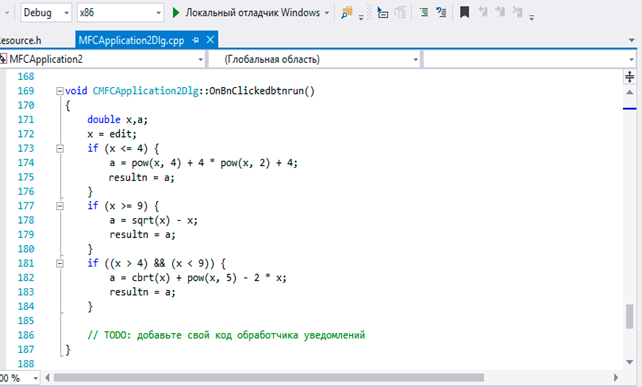 Debug x86 Локальный отладчик Windows
esource.h MFCApplication2Dlg.cpp
MFCApplication2 (Глобальная область)
168
169 void CMFCApplication2Dlg::OnBnClickedbtnrun()
170 {
171 double x,a;
172 x = edit;
173 if (x <= 4) {
174 a = pow(x, 4) + 4 * pow(x, 2) + 4;
175 resultn = a;
176 }
177 if (x >= 9) {
178 a = sqrt(x) - x;
179 resultn = a;
180 }
181 if ((x > 4) && (x < 9)) {
182 a = cbrt(x) + pow(x, 5) - 2 * x;
183 resultn = a;
184 }
185
186 // TODO: добавьте свой код обработчика уведомлений
187 }
188
00 %